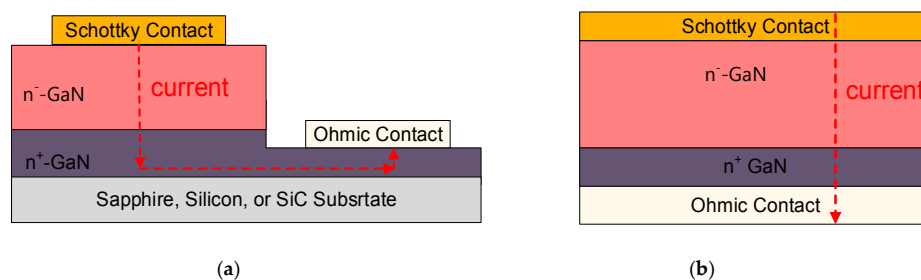 Schottky Contact
n⁻-GaN
current
Ohmic Contact
n⁺-GaN
Sapphire, Silicon, or SiC Subsrtate
(a)
Schottky Contact
n⁻-GaN
current
n⁺ GaN
Ohmic Contact
(b)